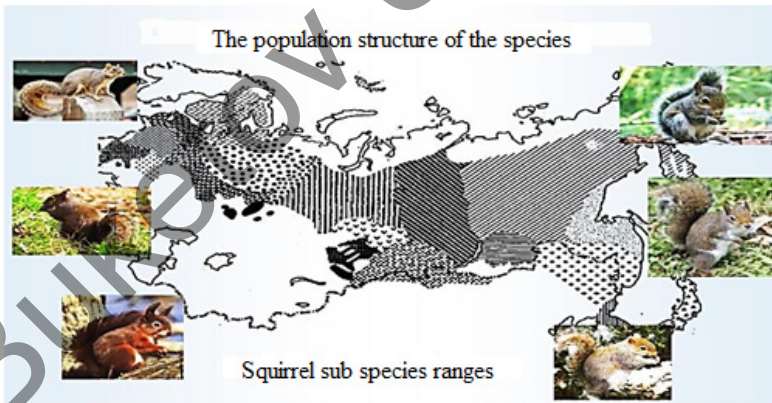 The population structure of the species
Squirrel sub species ranges